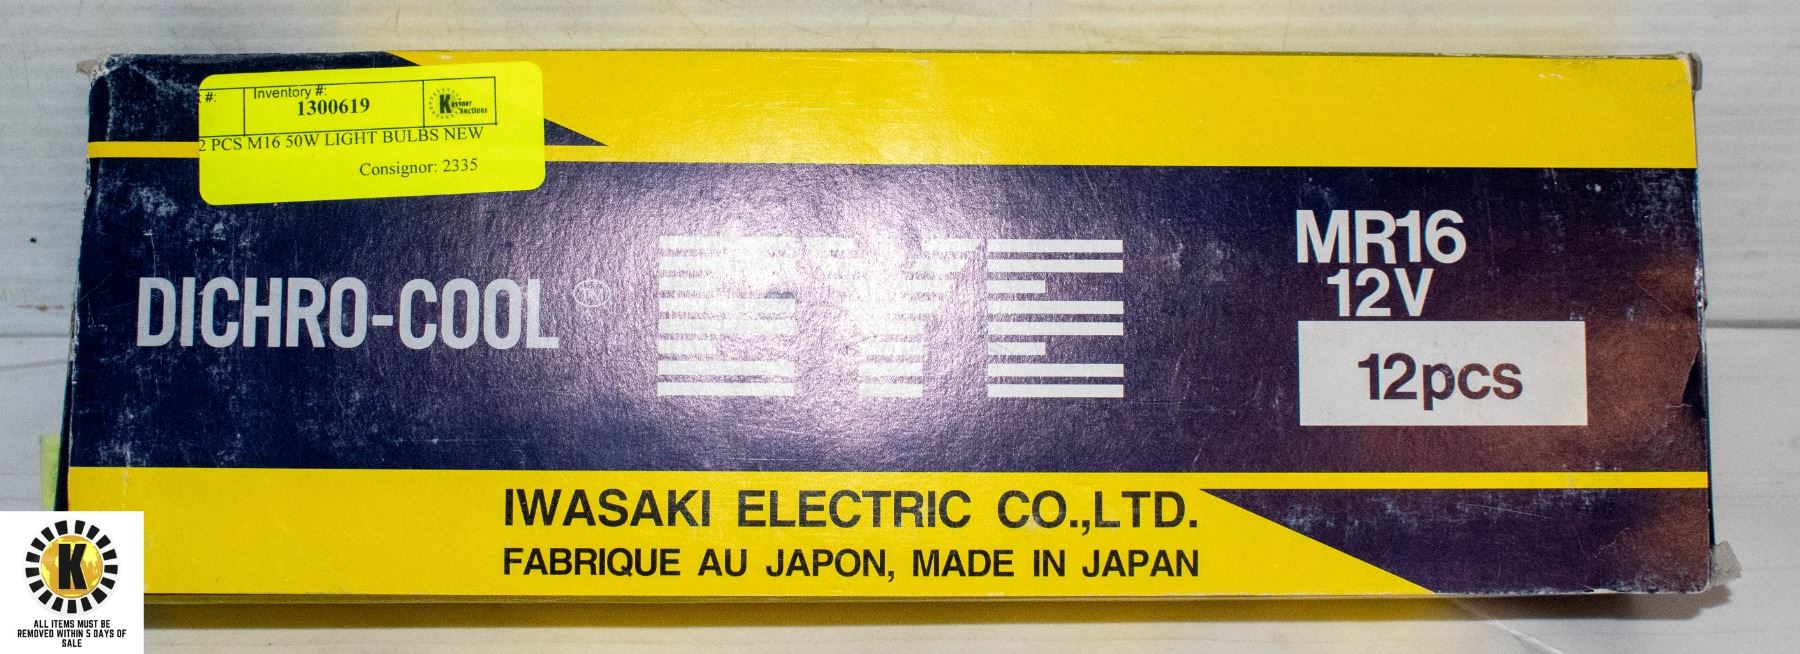 #:
Inventory #:
1300619
K
Kastner
Auctions
2 PCS M16 50W LIGHT BULBS NEW
Consignor: 2335
DICHRO-COOL
EYE
MR16
12V
12pcs
IWASAKI ELECTRIC CO.,LTD.
FABRIQUE AU JAPON, MADE IN JAPAN
K
ALL ITEMS MUST BE
REMOVED WITHIN 5 DAYS OF
SALE